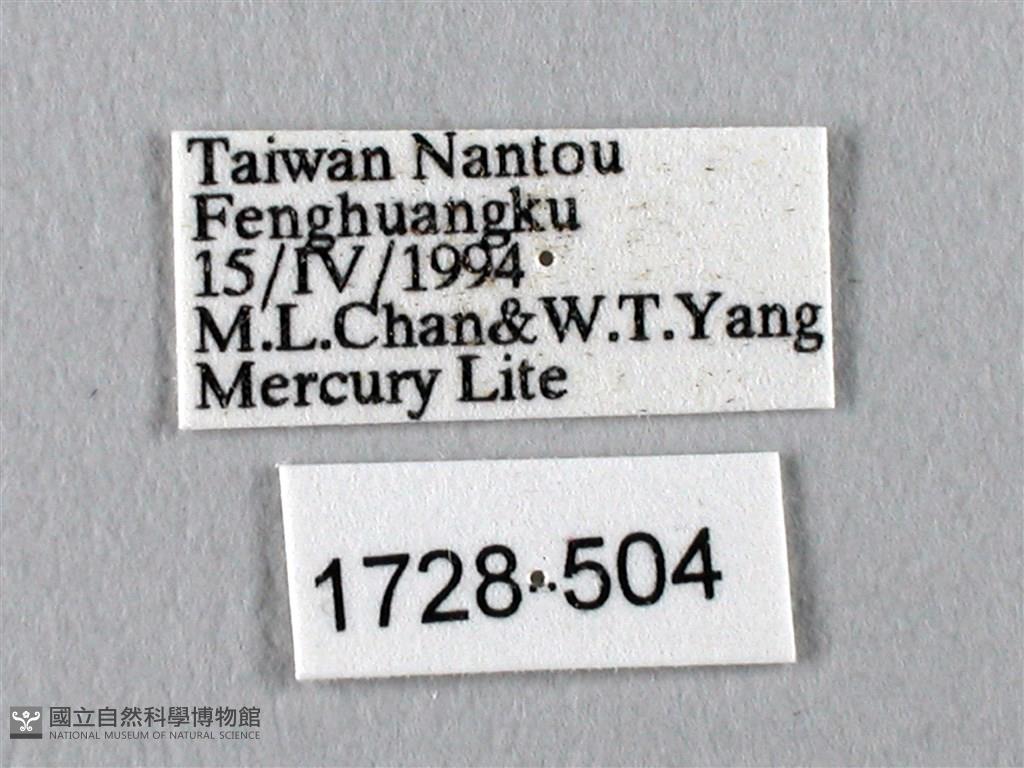 Taiwan Nantou
Fenghuangku
15/IV/1994
M.L.Chan&W.T.Yang
Mercury Lite
1728-504
國立自然科學博物館
NATIONAL MUSEUM OF NATURAL SCIENCE